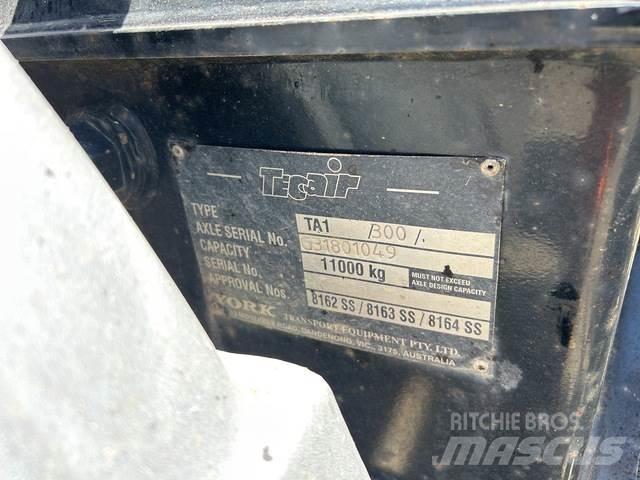 TECair
TYPE TA1 /300/.
AXLE SERIAL No. G31801049
CAPACITY 11000 kg MUST NOT EXCEED AXLE DESIGN CAPACITY
SERIAL No.
APPROVAL Nos. 8162 SS / 8163 SS / 8164 SS
YORK TRANSPORT EQUIPMENT PTY. LTD.
ROAD, DANDENONG, VIC., 3175, AUSTRALIA
RITCHIE BROS.
MASCUS